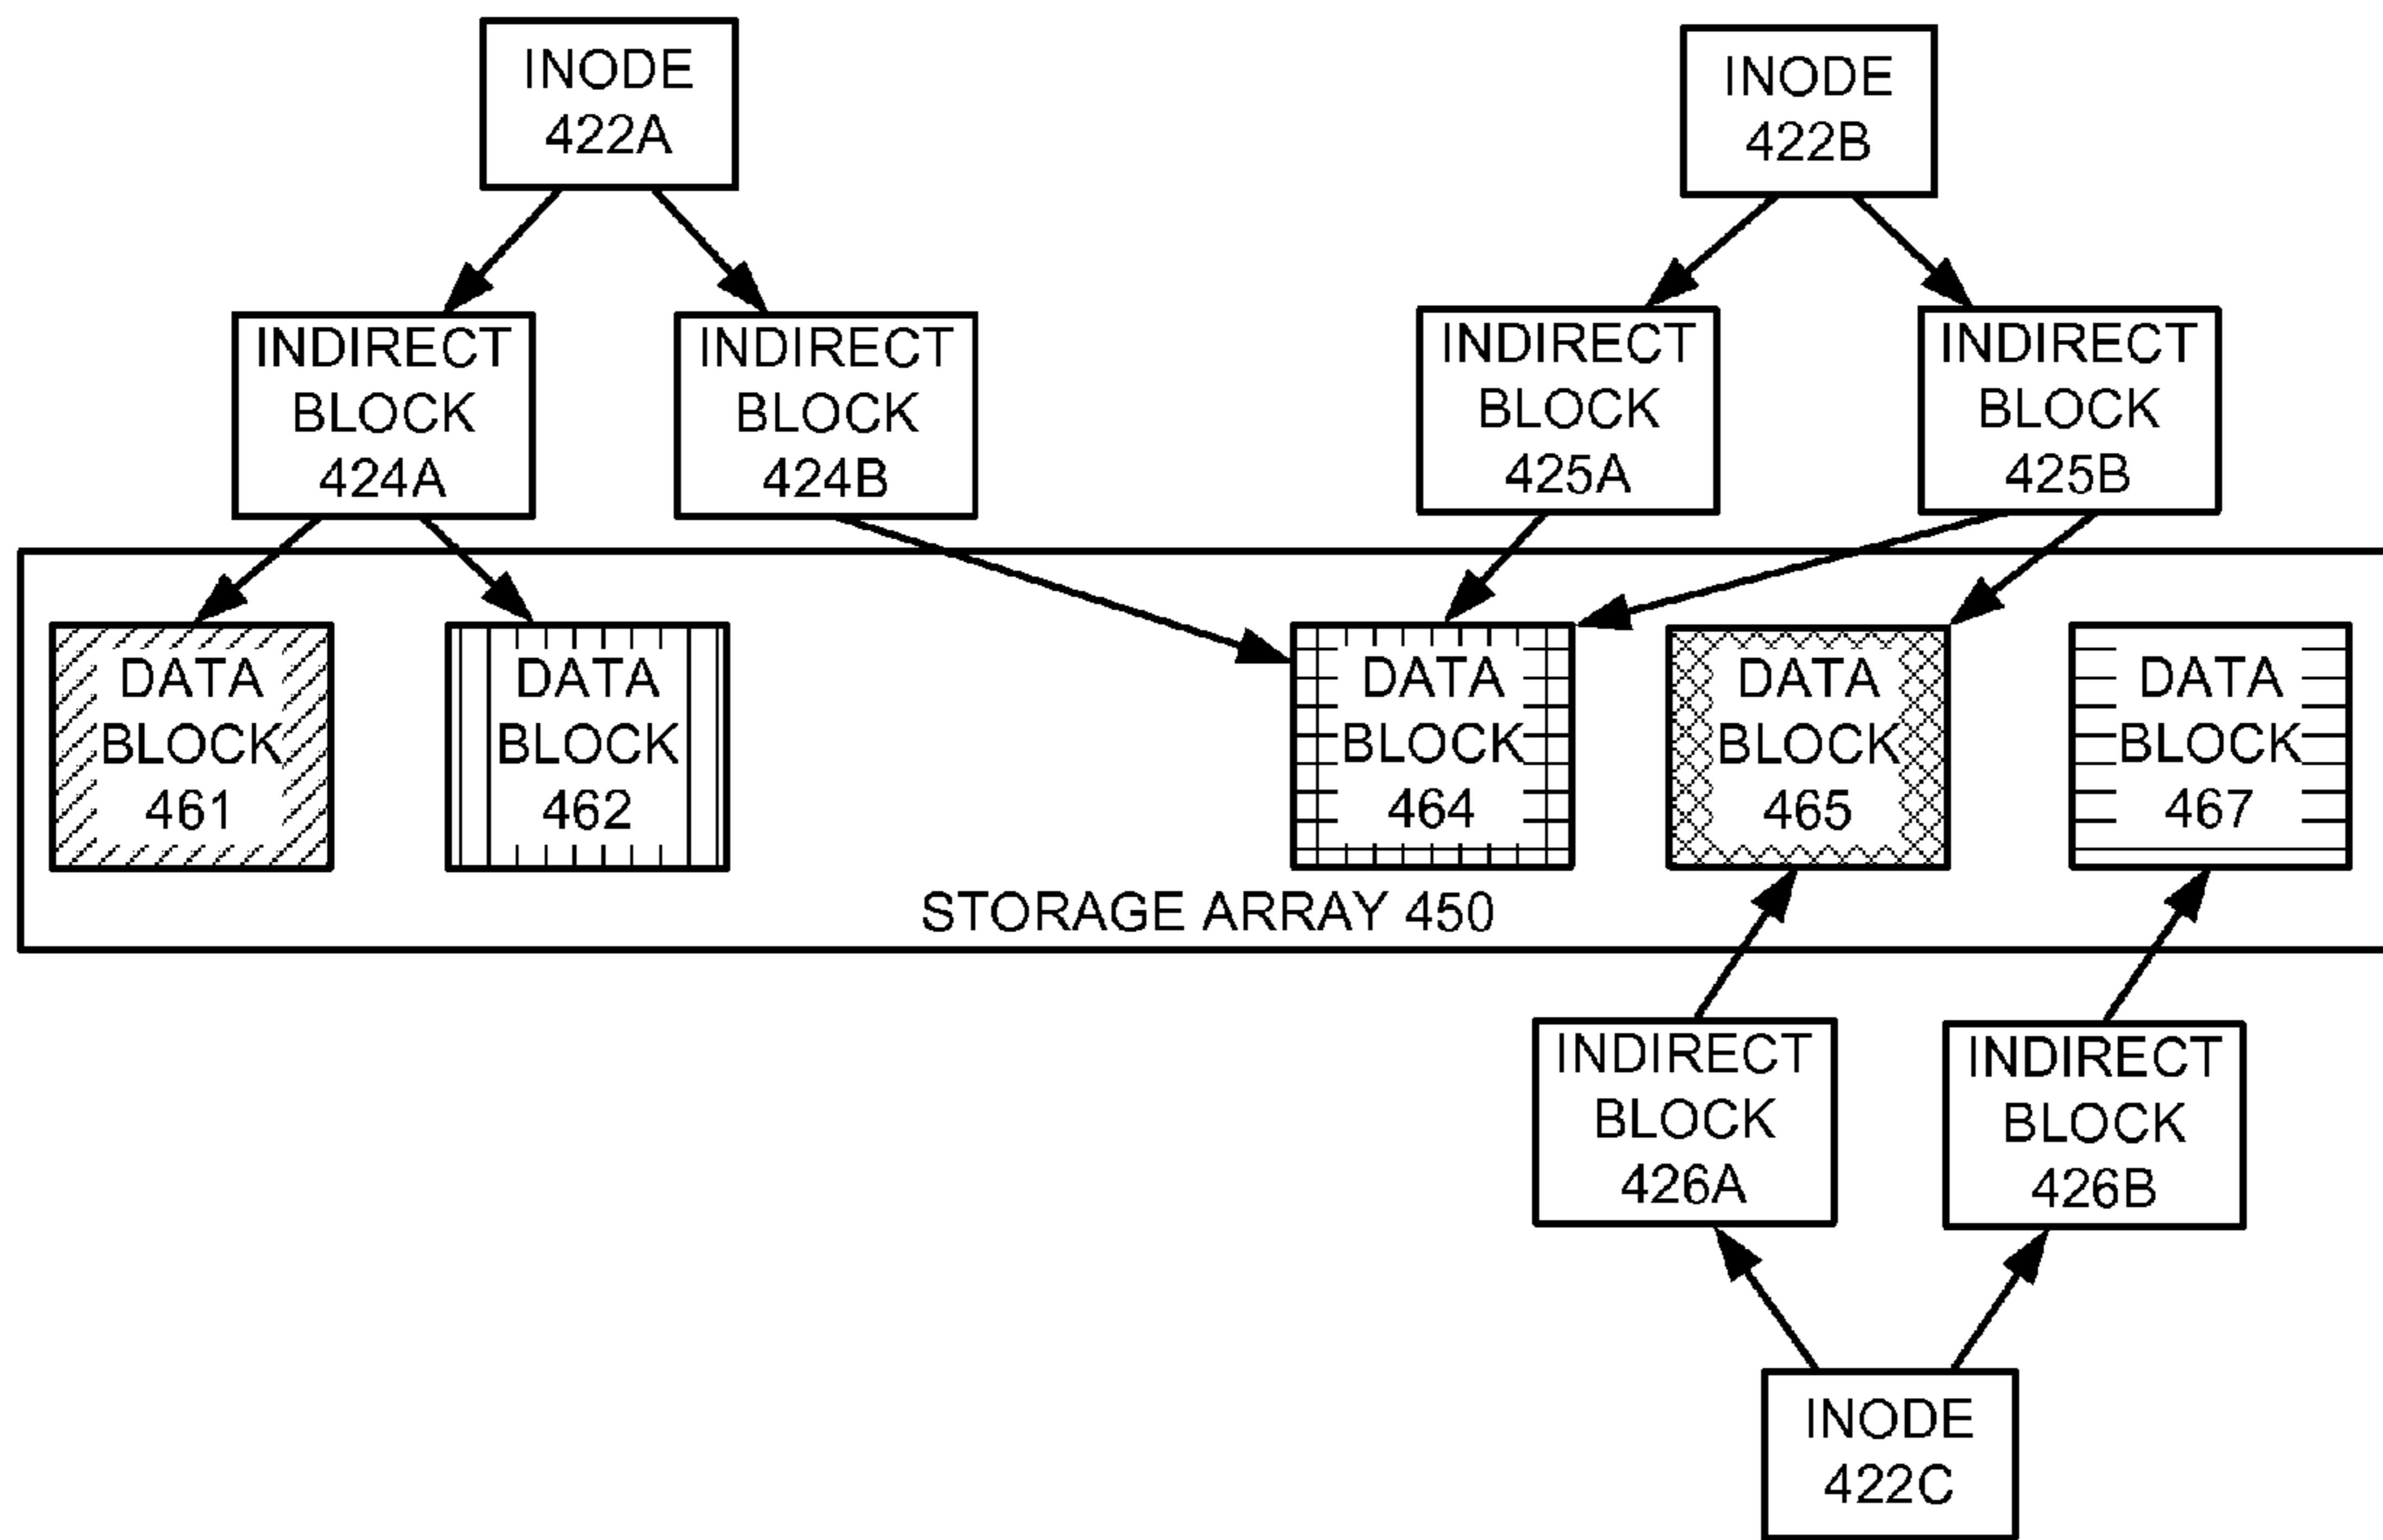 INODE
422A
INODE
422B
INDIRECT
BLOCK
424A
INDIRECT
BLOCK
424B
INDIRECT
BLOCK
425A
INDIRECT
BLOCK
425B
DATA
BLOCK
461
DATA
BLOCK
462
DATA
BLOCK
464
DATA
BLOCK
465
DATA
BLOCK
467
STORAGE ARRAY 450
INDIRECT
BLOCK
426A
INDIRECT
BLOCK
426B
INODE
422C